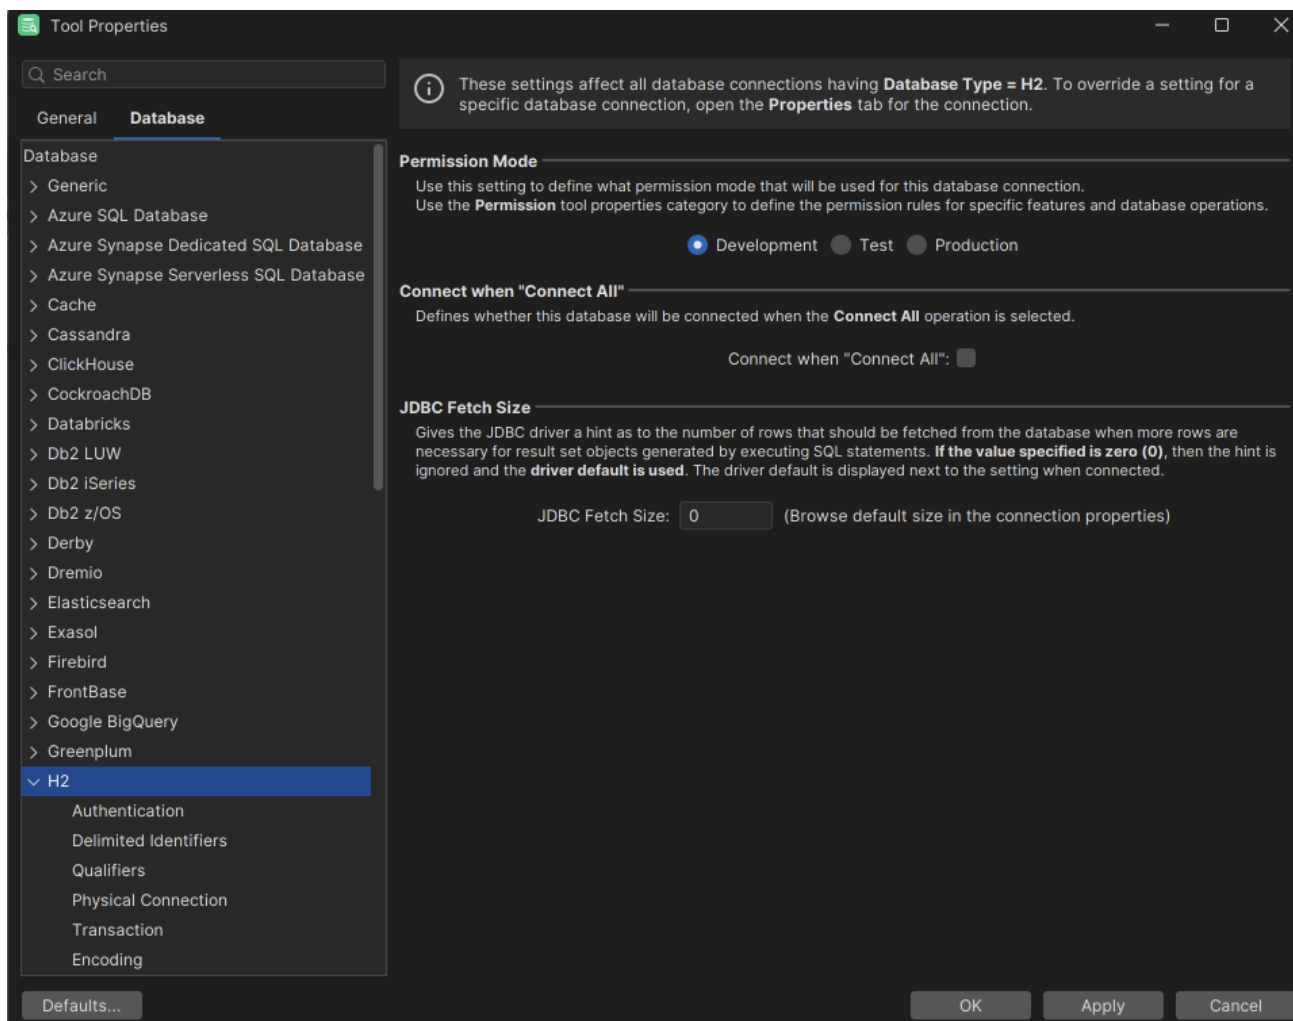 Tool Properties
Search
General Database
Database
Generic
Azure SQL Database
Azure Synapse Dedicated SQL Database
Azure Synapse Serverless SQL Database
Cache
Cassandra
ClickHouse
CockroachDB
Databricks
Db2 LUW
Db2 iSeries
Db2 z/OS
Derby
Dremio
Elasticsearch
Exasol
Firebird
FrontBase
Google BigQuery
Greenplum
H2
Authentication
Delimited Identifiers
Qualifiers
Physical Connection
Transaction
Encoding
These settings affect all database connections having Database Type = H2. To override a setting for a
specific database connection, open the Properties tab for the connection.
Permission Mode
Use this setting to define what permission mode that will be used for this database connection.
Use the Permission tool properties category to define the permission rules for specific features and database operations.
Development Test Production
Connect when "Connect All"
Defines whether this database will be connected when the Connect All operation is selected.
Connect when "Connect All":
JDBC Fetch Size
Gives the JDBC driver a hint as to the number of rows that should be fetched from the database when more rows are
necessary for result set objects generated by executing SQL statements. If the value specified is zero (0), then the hint is
ignored and the driver default is used. The driver default is displayed next to the setting when connected.
JDBC Fetch Size: 0 (Browse default size in the connection properties)
Defaults... OK Apply Cancel